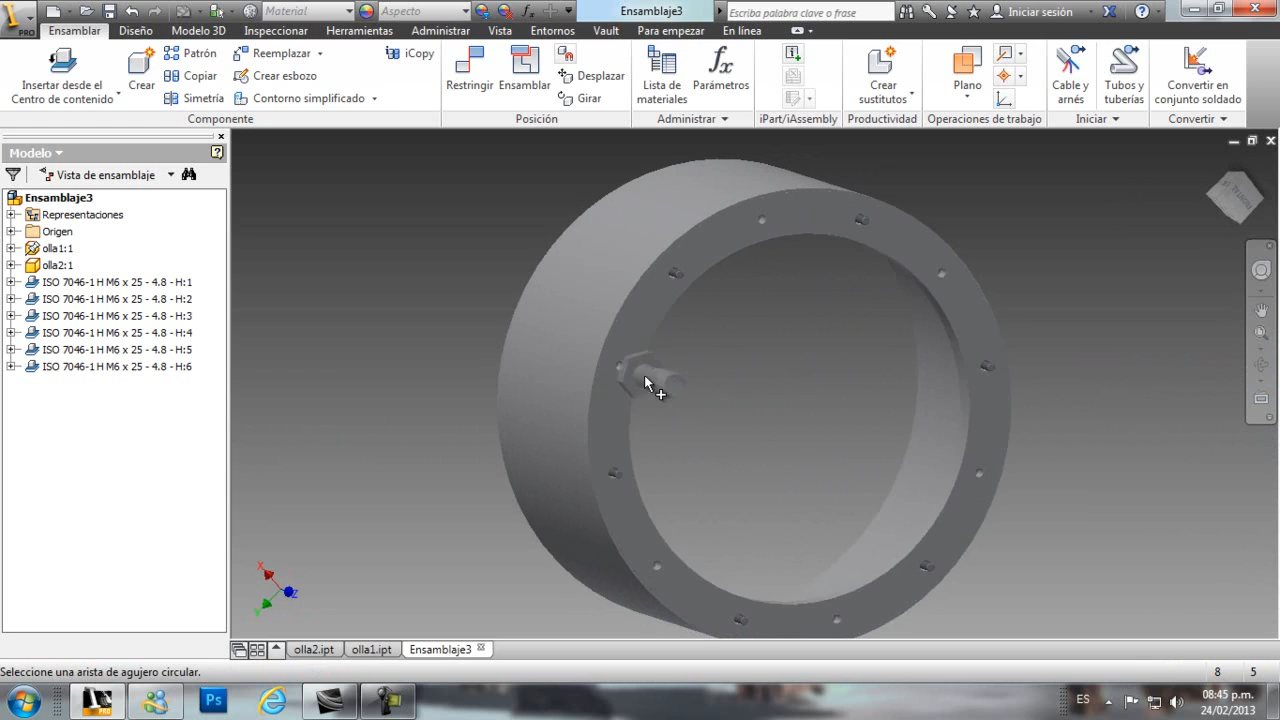 PRO
Material
Aspecto
Ensamblaje3
Escriba palabra clave o frase
Iniciar sesión
Ensamblar Diseño Modelo 3D Inspeccionar Herramientas Administrar Vista Entornos Vault Para empezar En línea
Insertar desde el
Centro de contenido
Crear
Patrón
Copiar
Simetría
Reemplazar
Crear esbozo
Contorno simplificado
iCopy
Componente
Restringir
Ensamblar
Desplazar
Girar
Posición
Lista de
materiales
Parámetros
Administrar
iPart/iAssembly
Crear
sustitutos
Productividad
Plano
Operaciones de trabajo
Cable y
arnés
Tubos y
tuberías
Iniciar
Convertir en
conjunto soldado
Convertir
Modelo
Vista de ensamblaje
Ensamblaje3
Representaciones
Origen
olla1:1
olla2:1
ISO 7046-1 H M6 x 25 - 4.8 - H:1
ISO 7046-1 H M6 x 25 - 4.8 - H:2
ISO 7046-1 H M6 x 25 - 4.8 - H:3
ISO 7046-1 H M6 x 25 - 4.8 - H:4
ISO 7046-1 H M6 x 25 - 4.8 - H:5
ISO 7046-1 H M6 x 25 - 4.8 - H:6
X
Y
Z
olla2.ipt olla1.ipt Ensamblaje3
Seleccione una arista de agujero circular.
8 5
PRO
Ps
ES
08:45 p.m.
24/02/2013